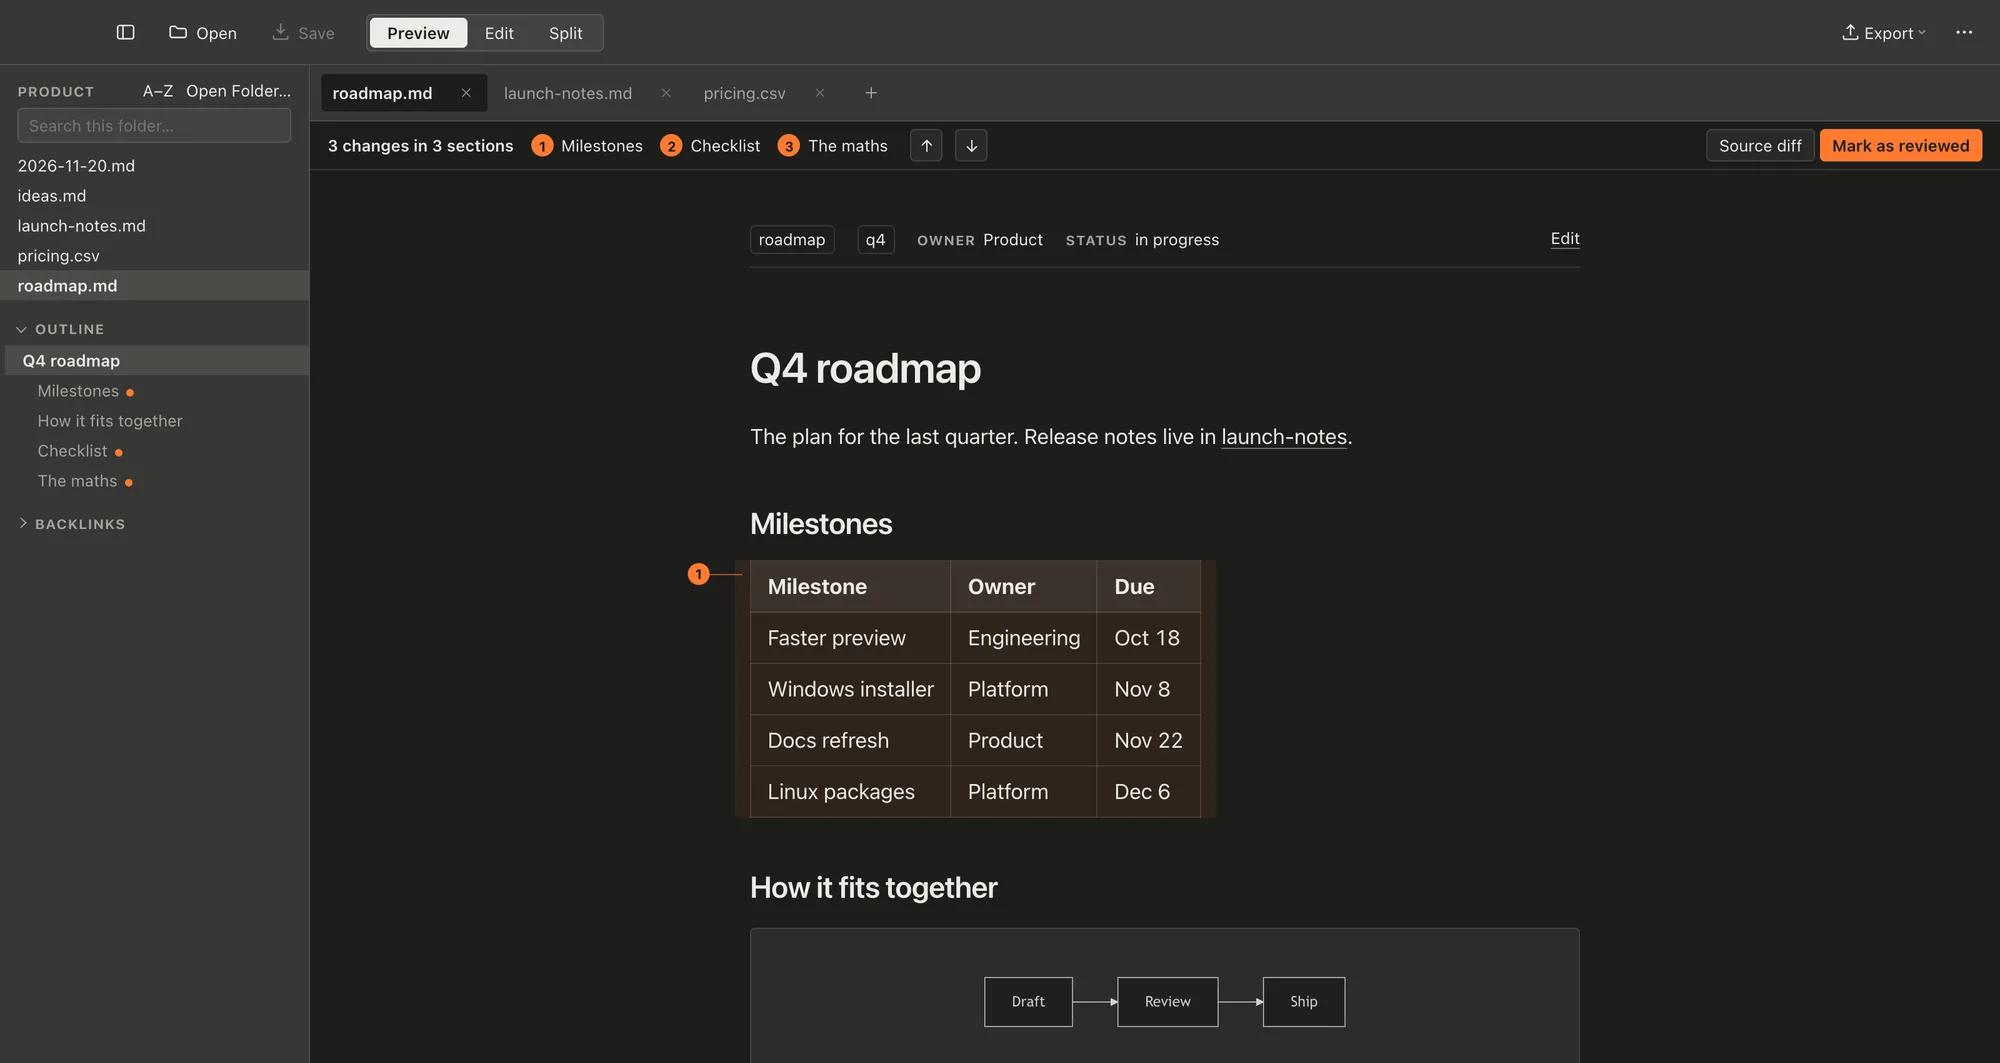 Open
Save
Preview
Edit
Split
Export
PRODUCT
A–Z
Open Folder...
Search this folder...
2026-11-20.md
ideas.md
launch-notes.md
pricing.csv
roadmap.md
OUTLINE
Q4 roadmap
Milestones
How it fits together
Checklist
The maths
BACKLINKS
roadmap.md
launch-notes.md
pricing.csv
3 changes in 3 sections 1 Milestones 2 Checklist 3 The maths
Source diff
Mark as reviewed
roadmap q4 OWNER Product STATUS in progress
Edit
Q4 roadmap
The plan for the last quarter. Release notes live in launch-notes.
Milestones
1
Milestone Owner Due
Faster preview Engineering Oct 18
Windows installer Platform Nov 8
Docs refresh Product Nov 22
Linux packages Platform Dec 6
How it fits together
Draft Review Ship